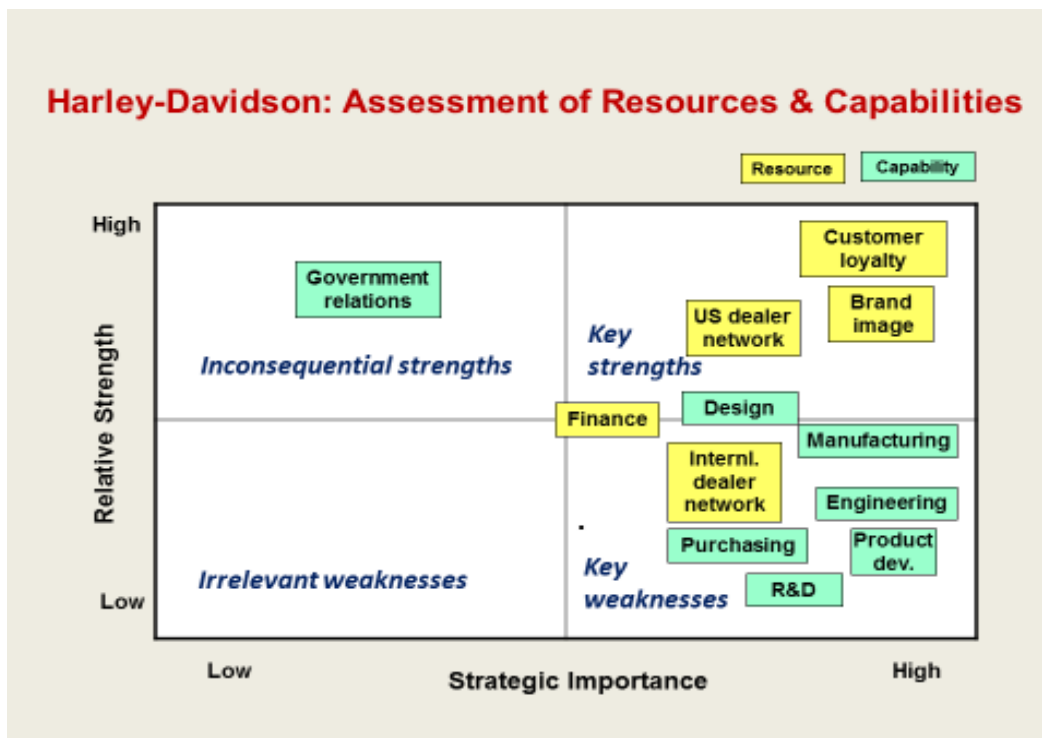 Harley-Davidson: Assessment of Resources & Capabilities
Resource
Capability
High
Customer
loyalty
Government
relations
Brand
image
US dealer
network
Key
strengths
Inconsequential strengths
Relative Strength
Design
Finance
Manufacturing
Internl.
dealer
network
Engineering
Purchasing
Product
dev.
Irrelevant weaknesses
Key
weaknesses
R&D
Low
Low
Strategic Importance
High